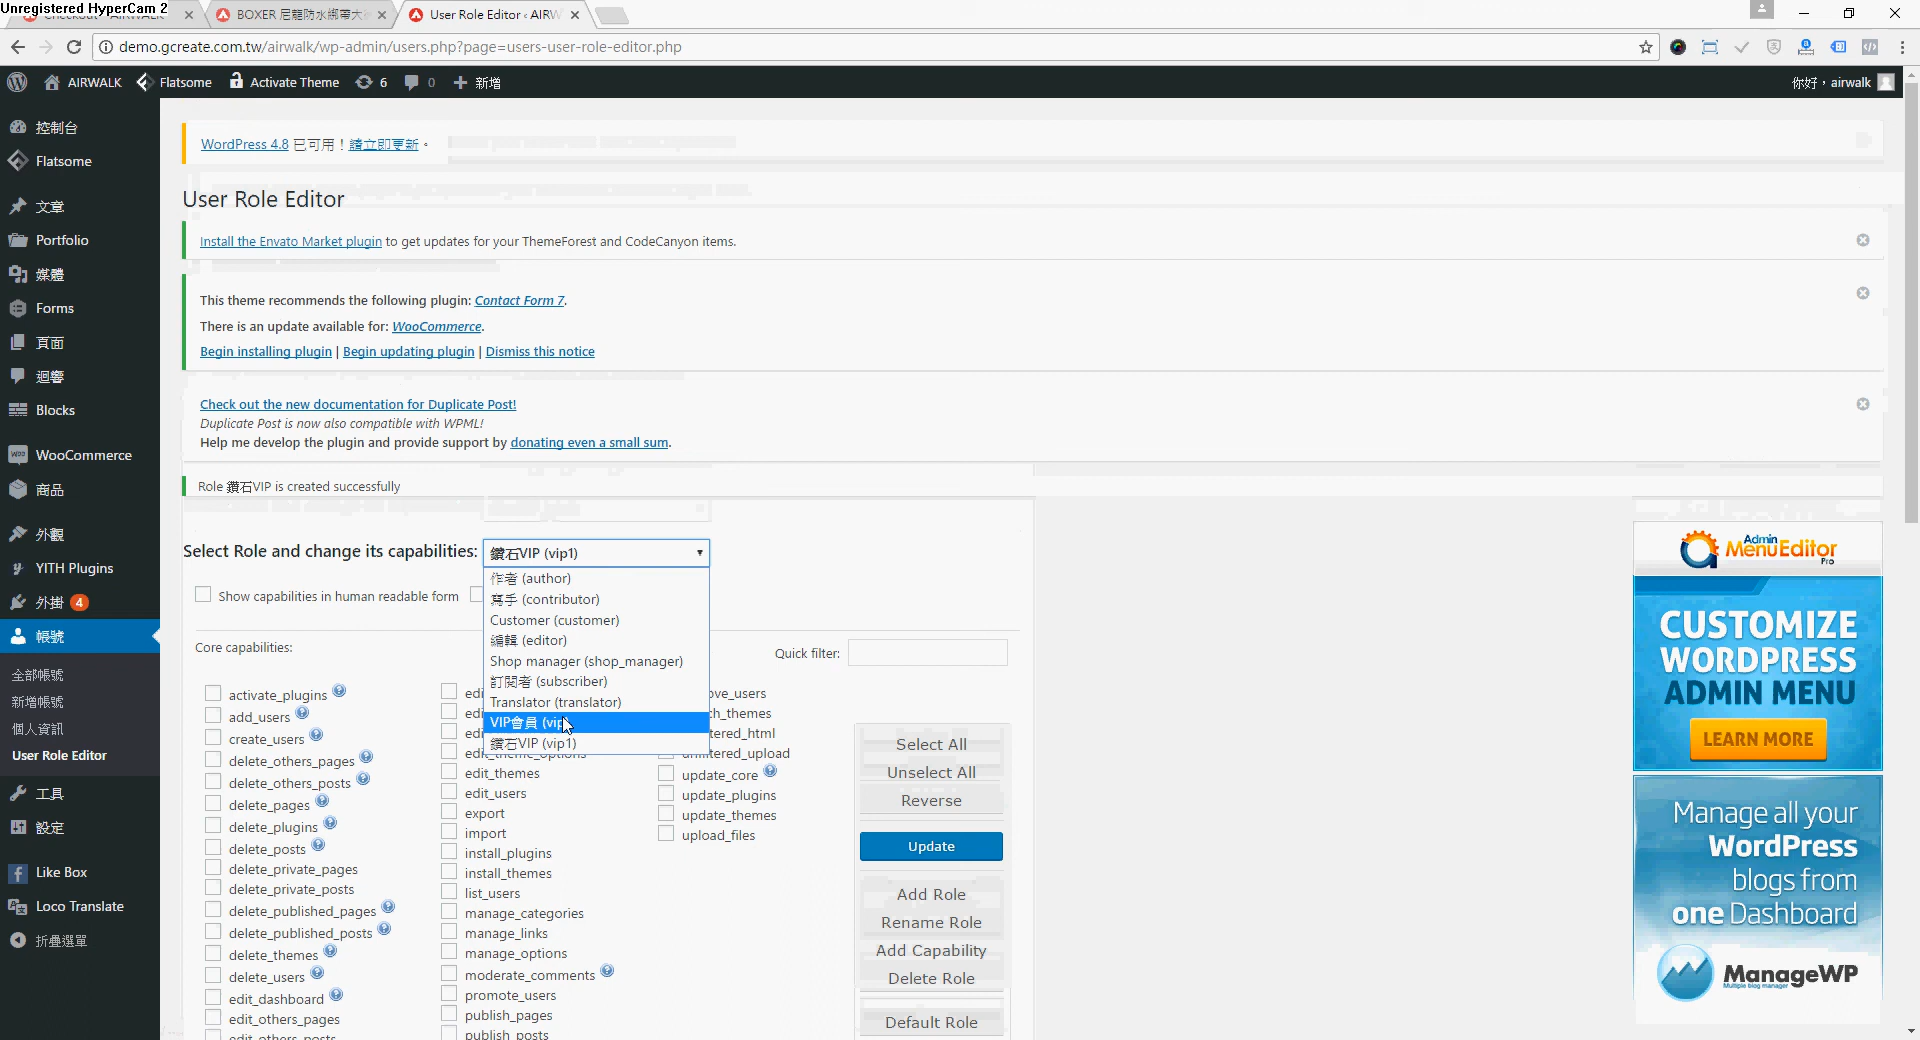 Unregistered HyperCam 2
BOXER 尼龍防水綁帶大
User Role Editor ‹ AIRW
demo.gcreate.com.tw/airwalk/wp-admin/users.php?page=users-user-role-editor.php
AIRWALK Flatsome Activate Theme 6 0 新增 你好，airwalk
控制台
Flatsome
文章
Portfolio
媒體
Forms
頁面
迴響
Blocks
WooCommerce
商品
外觀
YITH Plugins
外掛 4
帳號
全部帳號
新增帳號
個人資訊
User Role Editor
工具
設定
Like Box
Loco Translate
折疊選單
WordPress 4.8 已可用！請立即更新。
User Role Editor
Install the Envato Market plugin to get updates for your ThemeForest and CodeCanyon items.
This theme recommends the following plugin: Contact Form 7.
There is an update available for: WooCommerce.
Begin installing plugin | Begin updating plugin | Dismiss this notice
Check out the new documentation for Duplicate Post!
Duplicate Post is now also compatible with WPML!
Help me develop the plugin and provide support by donating even a small sum.
Role 鑽石VIP is created successfully
Select Role and change its capabilities: 鑽石VIP (vip1)
作者 (author)
寫手 (contributor)
Customer (customer)
編輯 (editor)
Shop manager (shop_manager)
訂閱者 (subscriber)
Translator (translator)
VIP會員 (vip)
鑽石VIP (vip1)
Show capabilities in human readable form
Core capabilities:
Quick filter:
activate_plugins
add_users
create_users
delete_others_pages
delete_others_posts
delete_pages
delete_plugins
delete_posts
delete_private_pages
delete_private_posts
delete_published_pages
delete_published_posts
delete_themes
delete_users
edit_dashboard
edit_others_pages
edit_others_posts
edit_theme_options
edit_themes
edit_users
export
import
install_plugins
install_themes
list_users
manage_categories
manage_links
manage_options
moderate_comments
promote_users
publish_pages
publish_posts
ove_users
ch_themes
tered_html
unfiltered_upload
update_core
update_plugins
update_themes
upload_files
Select All
Unselect All
Reverse
Update
Add Role
Rename Role
Add Capability
Delete Role
Default Role
Admin
MenuEditor
Pro
CUSTOMIZE
WORDPRESS
ADMIN MENU
LEARN MORE
Manage all your
WordPress
blogs from
one Dashboard
ManageWP
Multiple blog manager